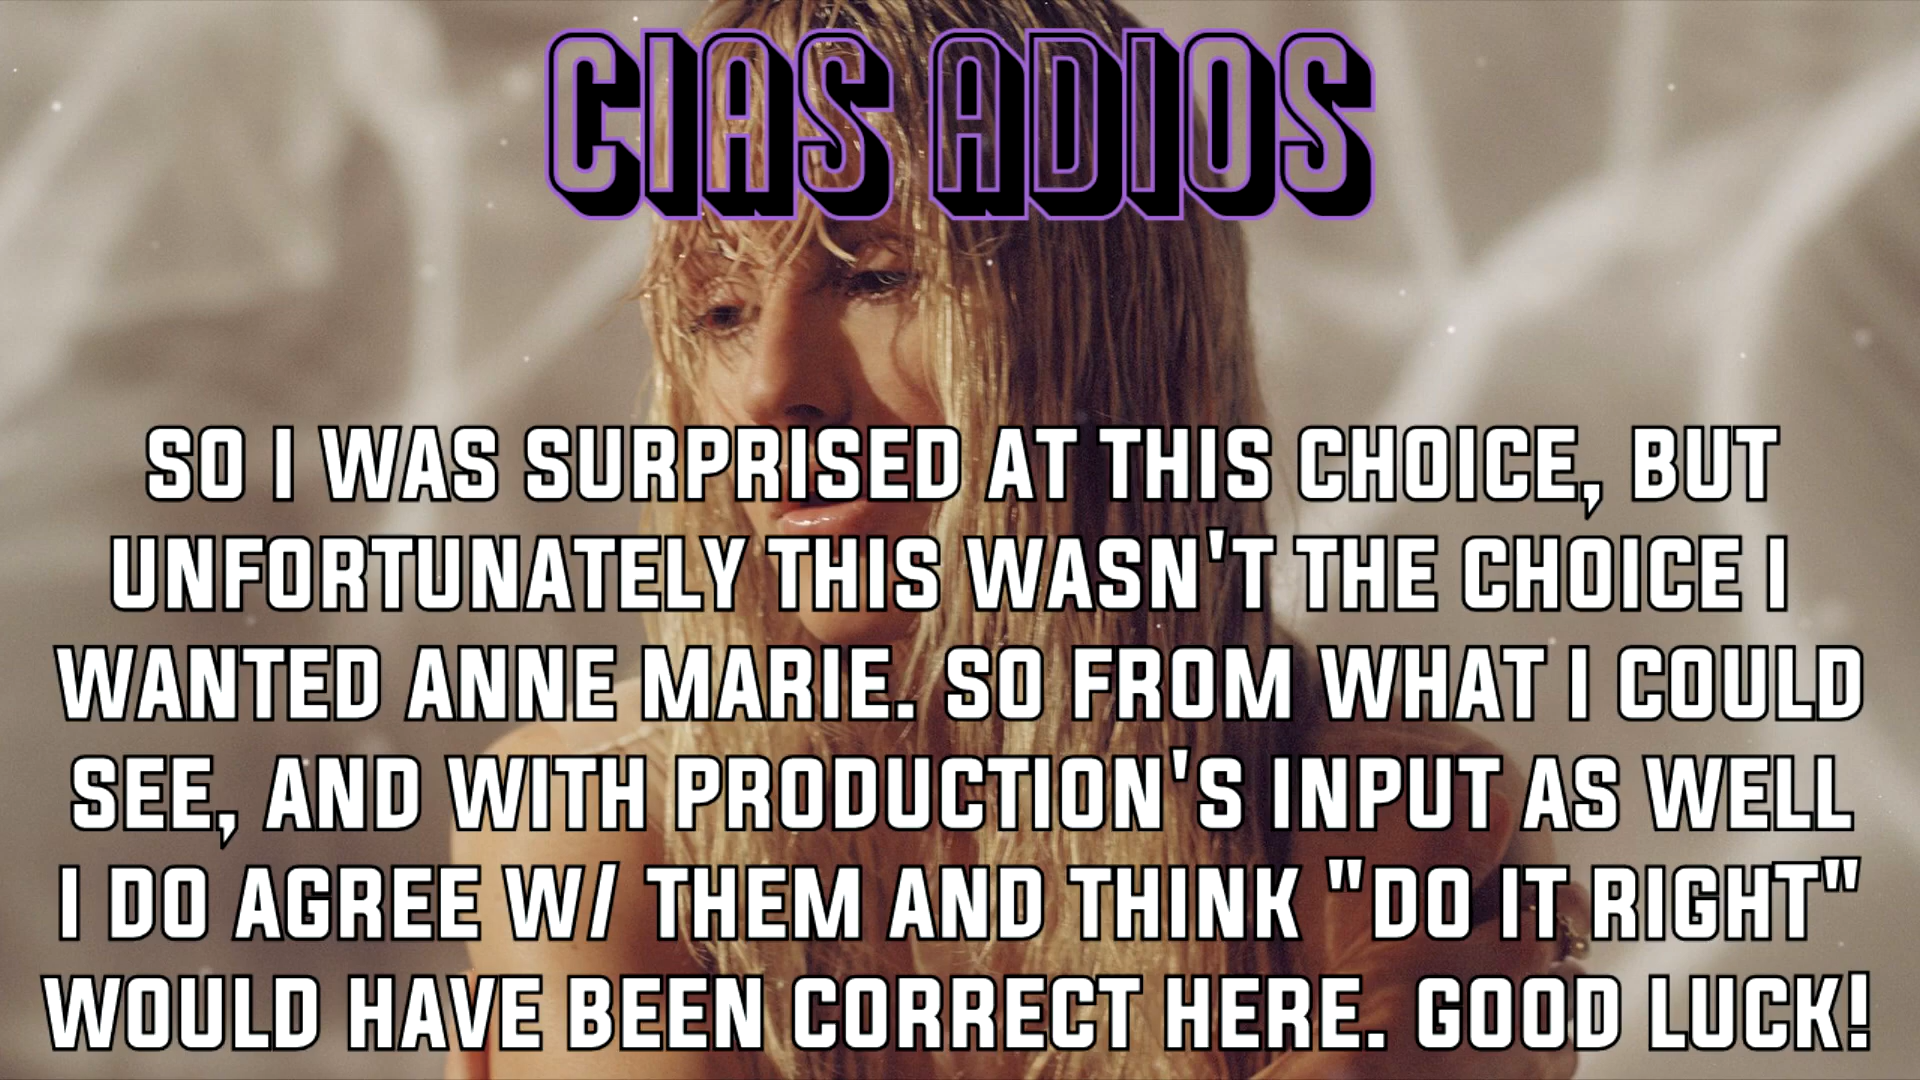 CIAS ADIOS
SO I WAS SURPRISED AT THIS CHOICE, BUT
UNFORTUNATELY THIS WASN'T THE CHOICE I
WANTED ANNE MARIE. SO FROM WHAT I COULD
SEE, AND WITH PRODUCTION'S INPUT AS WELL
I DO AGREE W/ THEM AND THINK "DO IT RIGHT"
WOULD HAVE BEEN CORRECT HERE. GOOD LUCK!